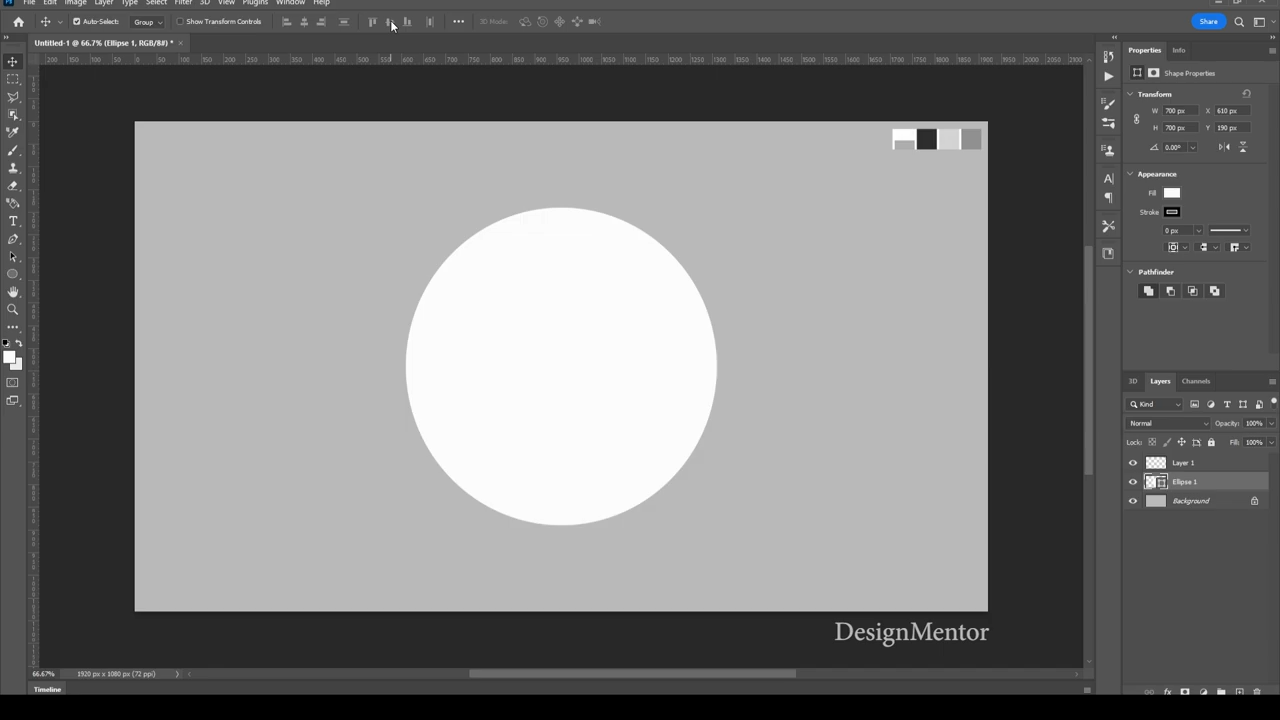 File Edit Image Layer Type Select Filter 3D View Plugins Window Help
Auto-Select: Group Show Transform Controls 3D Mode: Share
Untitled-1 @ 66.7% (Ellipse 1, RGB/8#) *
Properties Info
Shape Properties
Transform
W 700 px X 610 px
H 700 px Y 190 px
0.00°
Appearance
Fill
Stroke
0 px
Pathfinder
3D Layers Channels
Kind
Normal Opacity: 100%
Lock: Fill: 100%
Layer 1
Ellipse 1
Background
DesignMentor
66.67% 1920 px x 1080 px (72 ppi)
Timeline